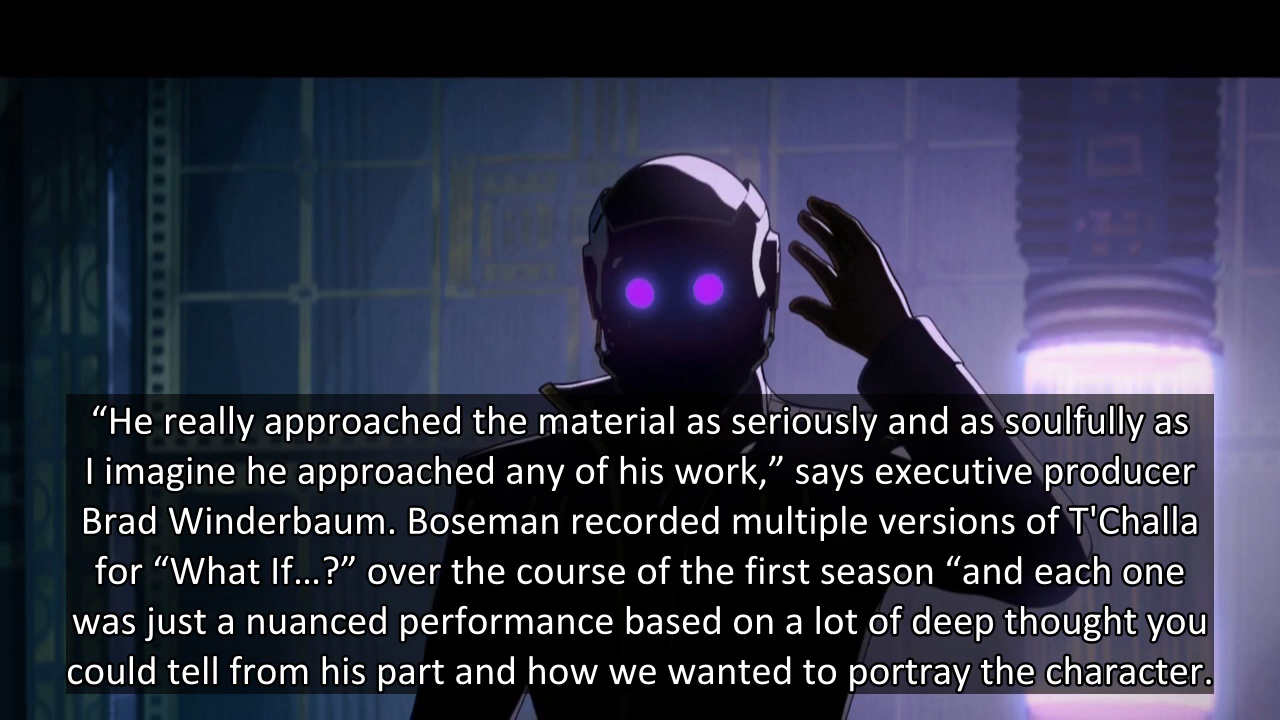 “He really approached the material as seriously and as soulfully as
I imagine he approached any of his work,” says executive producer
Brad Winderbaum. Boseman recorded multiple versions of T'Challa
for “What If…?” over the course of the first season “and each one
was just a nuanced performance based on a lot of deep thought you
could tell from his part and how we wanted to portray the character.